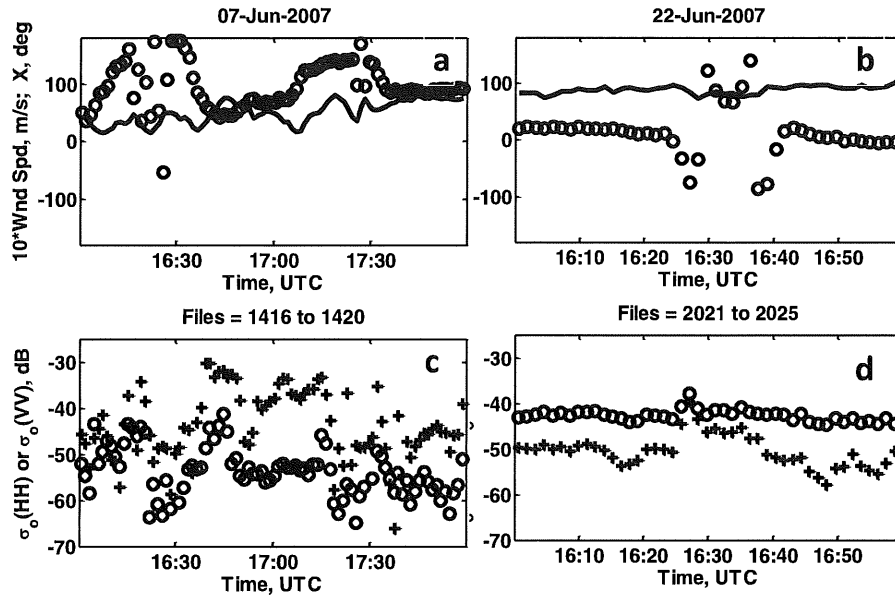 07-Jun-2007
22-Jun-2007
10*Wnd Spd, m/s; X, deg
100
0
-100
a
16:30
17:00
17:30
Time, UTC
100
0
-100
b
16:10
16:20
16:30
16:40
16:50
Time, UTC
Files = 1416 to 1420
Files = 2021 to 2025
σo(HH) or σo(VV), dB
-30
-40
-50
-60
-70
c
16:30
17:00
17:30
Time, UTC
-30
-40
-50
-60
-70
d
16:10
16:20
16:30
16:40
16:50
Time, UTC